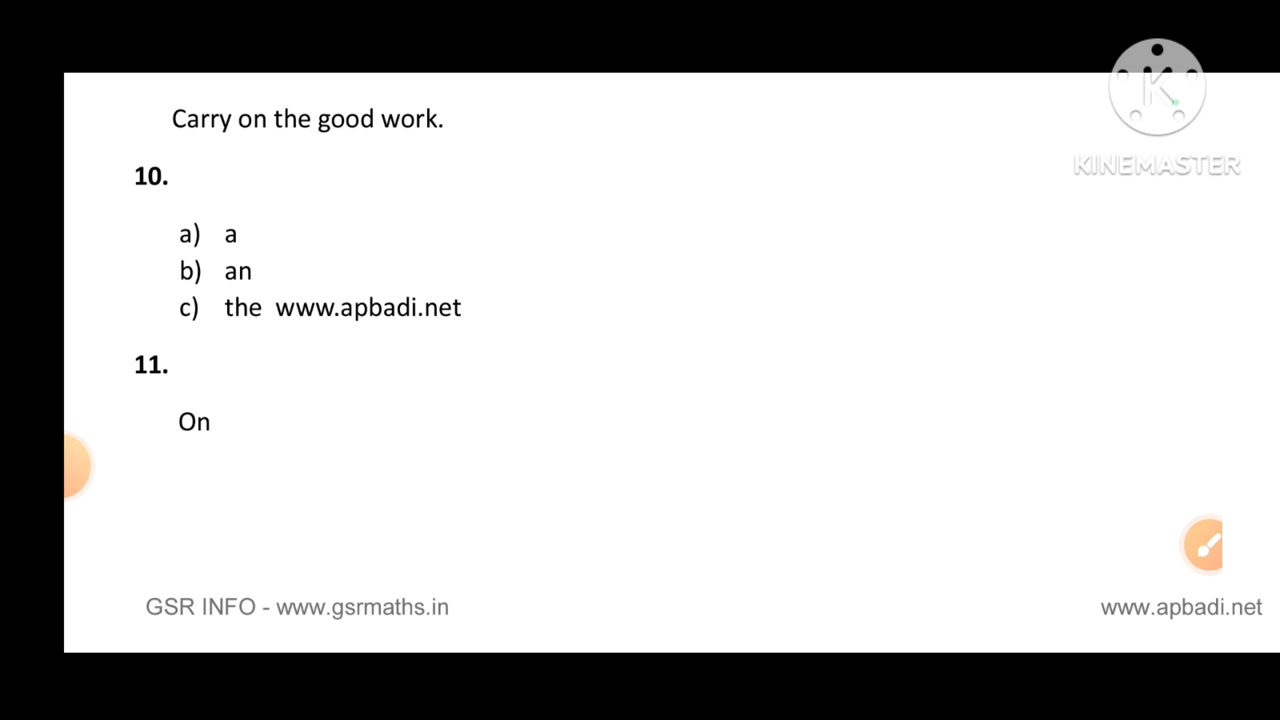 Carry on the good work.
KINEMASTER
10.
a) a
b) an
c) the www.apbadi.net
11.
On
GSR INFO - www.gsrmaths.in
www.apbadi.net